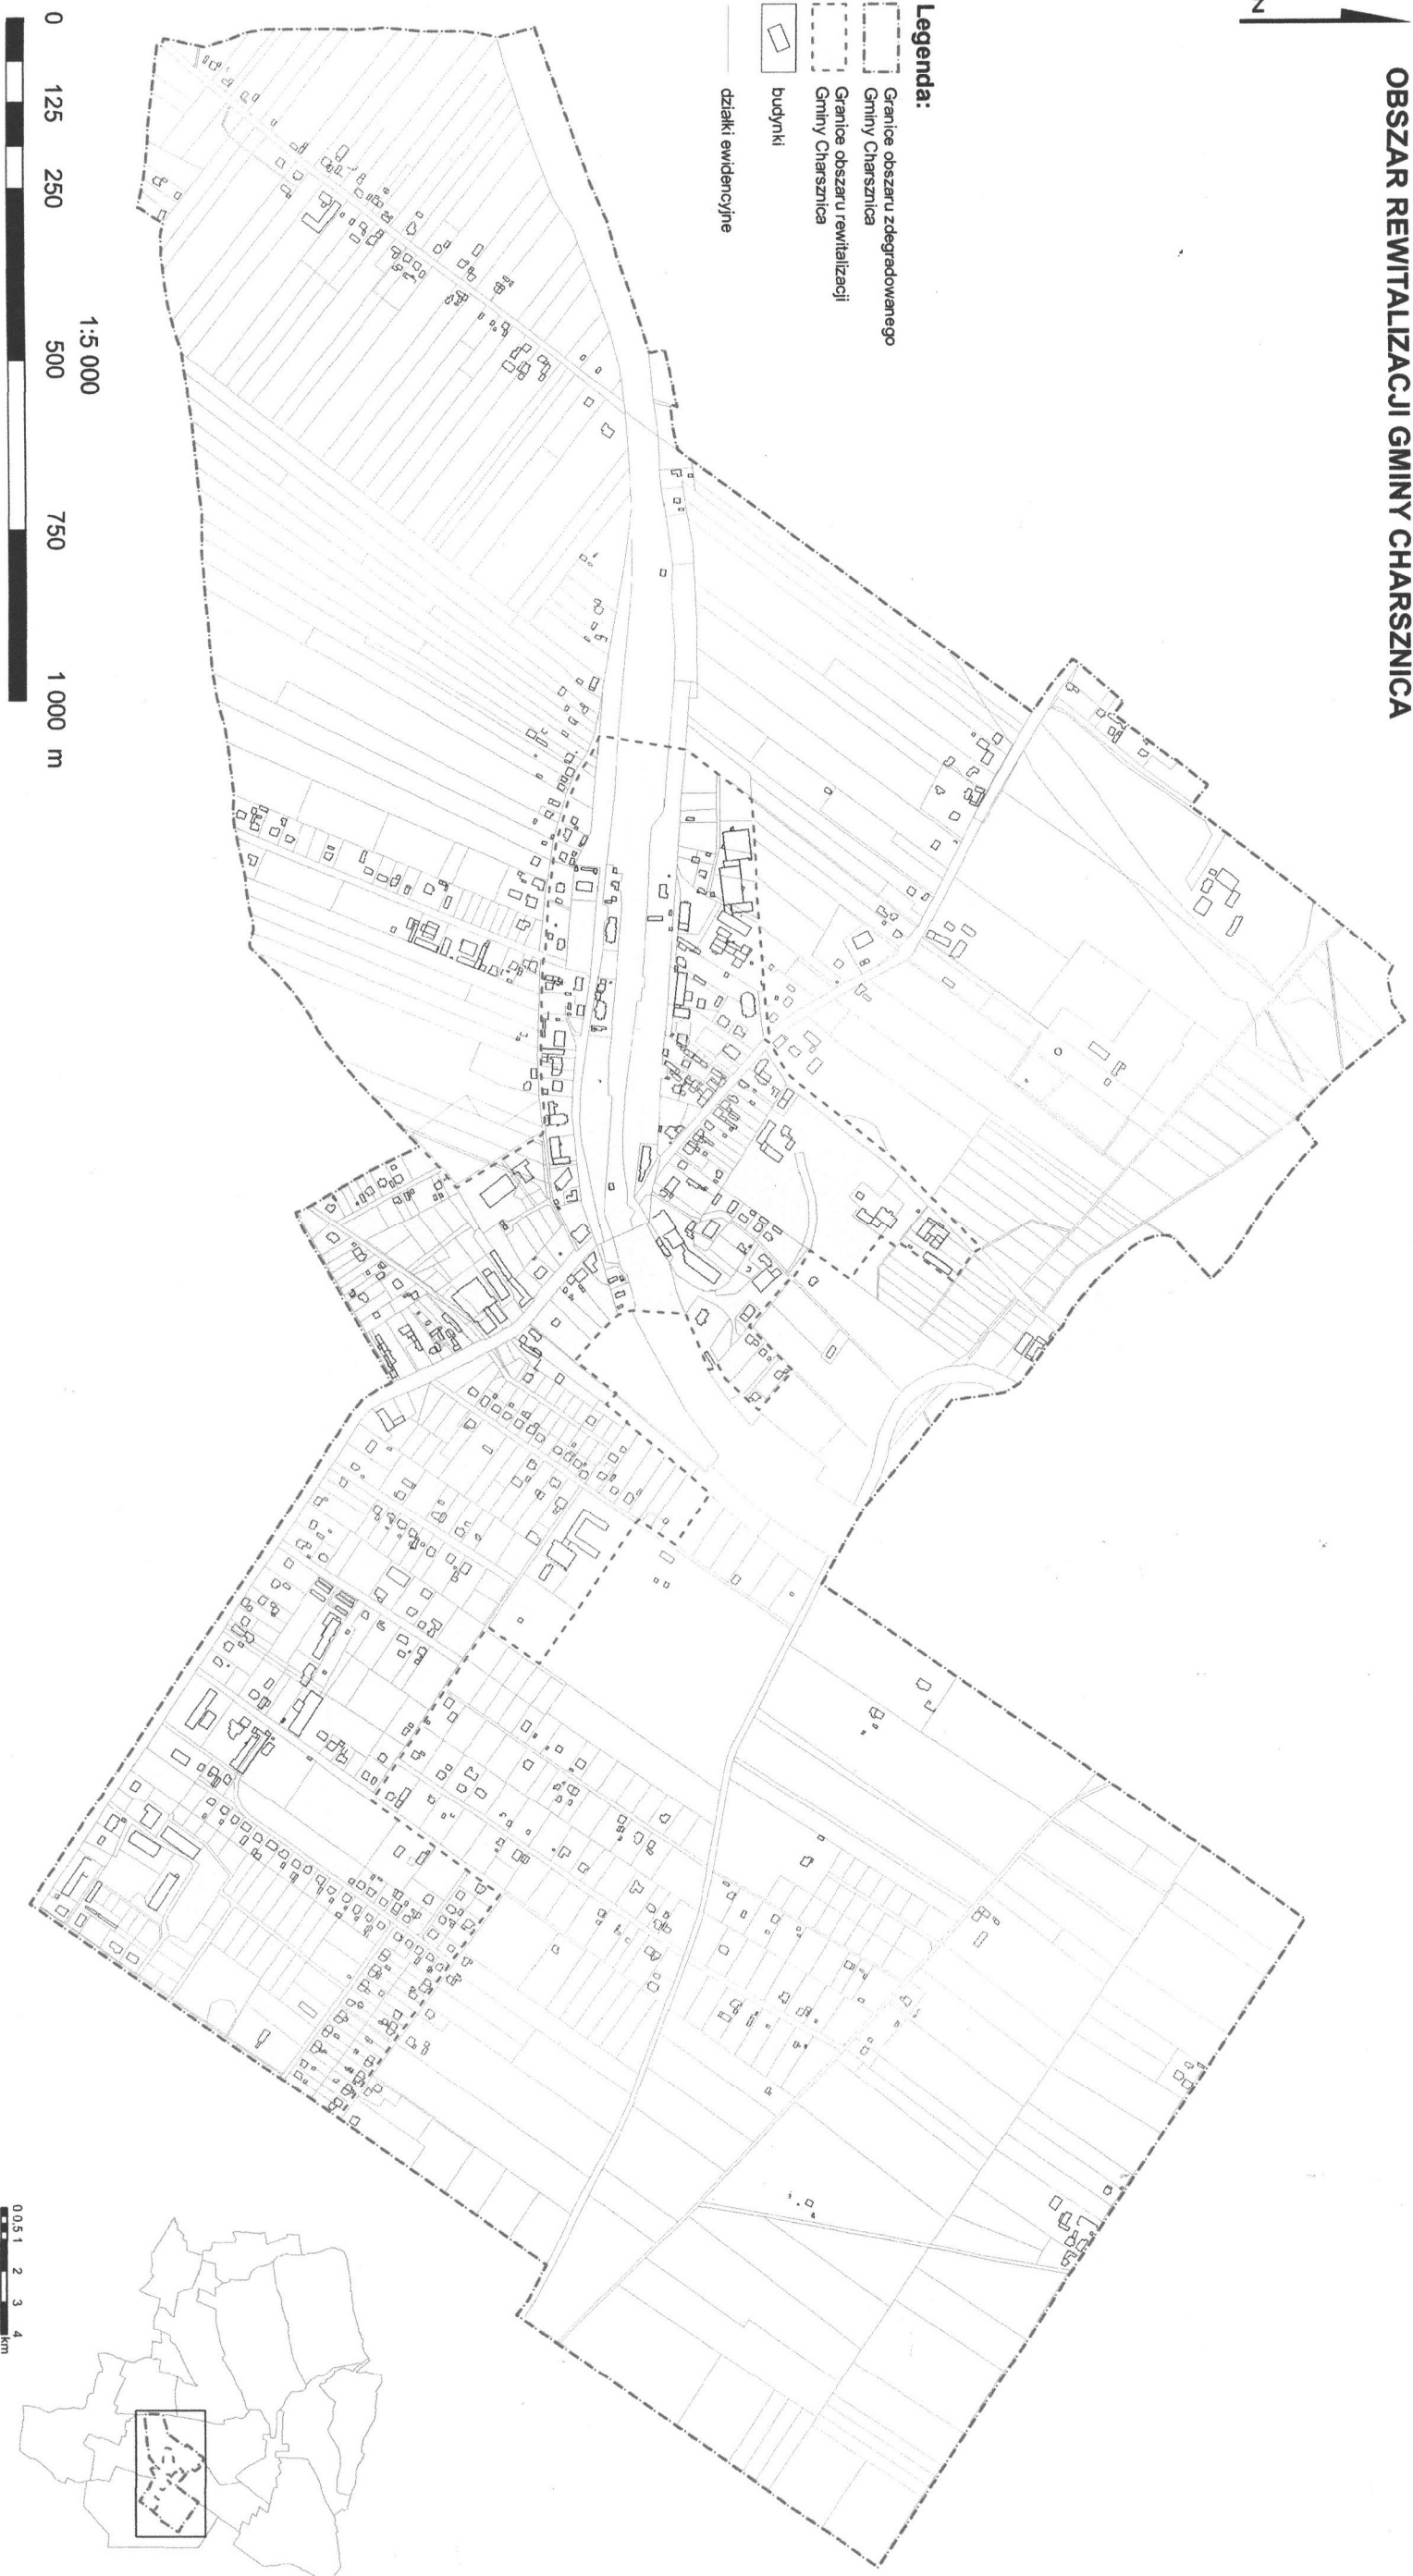 OBSZAR REWITALIZACJI GMINY CHARSZNICA
N
Legenda:
Granice obszaru zdegradowanego
Gminy Charsznica
Granice obszaru rewitalizacji
Gminy Charsznica
budynki
działki ewidencyjne
1:5 000
0 125 250 500 750 1 000 m
0 0,5 1 2 3 4
km